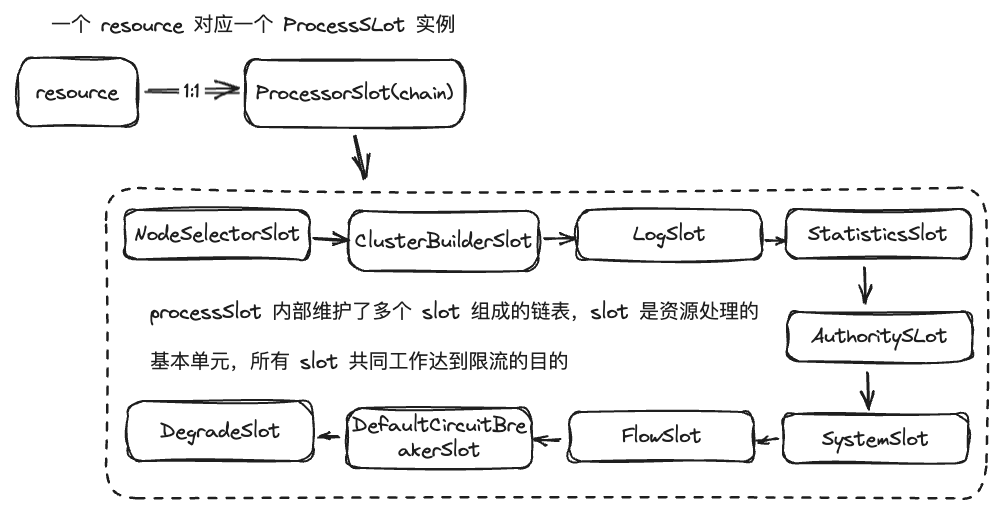 一个 resource 对应一个 ProcessSLot 实例
resource
1:1
ProcessorSlot(chain)
NodeSelectorSlot
ClusterBuilderSlot
LogSlot
StatisticsSlot
processSlot 内部维护了多个 slot 组成的链表，slot 是资源处理的
基本单元，所有 slot 共同工作达到限流的目的
AuthoritySLot
DegradeSlot
DefaultCircuitBre
akerSlot
FlowSlot
SystemSlot